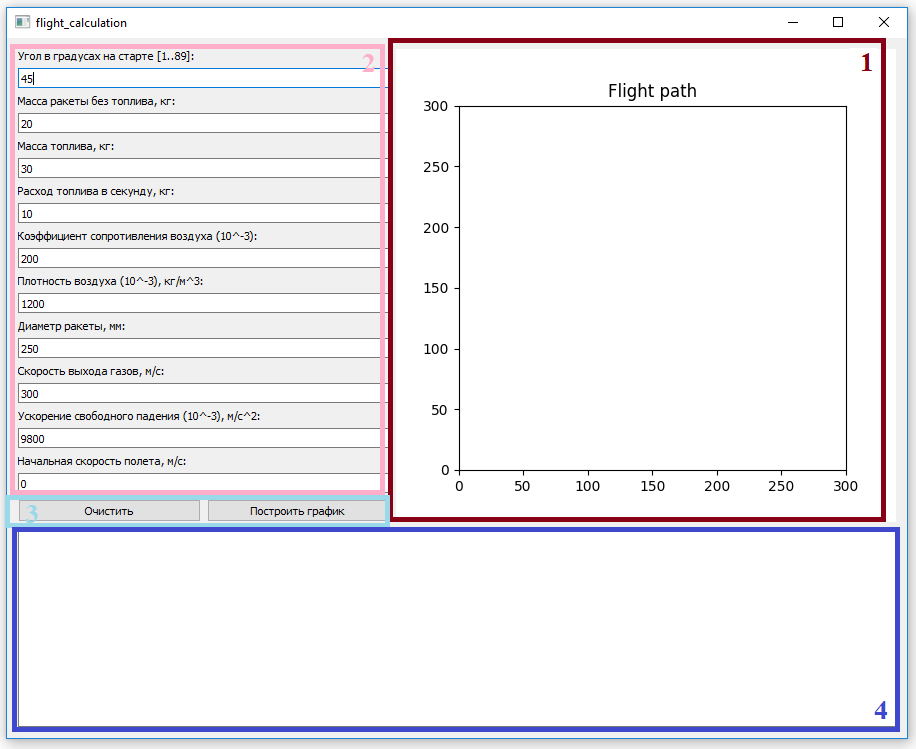 flight_calculation
Угол в градусах на старте [1..89]:
2
45
Масса ракеты без топлива, кг:
20
Масса топлива, кг:
30
Расход топлива в секунду, кг:
10
Коэффициент сопротивления воздуха (10^-3):
200
Плотность воздуха (10^-3), кг/м^3:
1200
Диаметр ракеты, мм:
250
Скорость выхода газов, м/с:
300
Ускорение свободного падения (10^-3), м/с^2:
9800
Начальная скорость полета, м/с:
0
3
Очистить
Построить график
1
Flight path
300
250
200
150
100
50
0
0 50 100 150 200 250 300
4